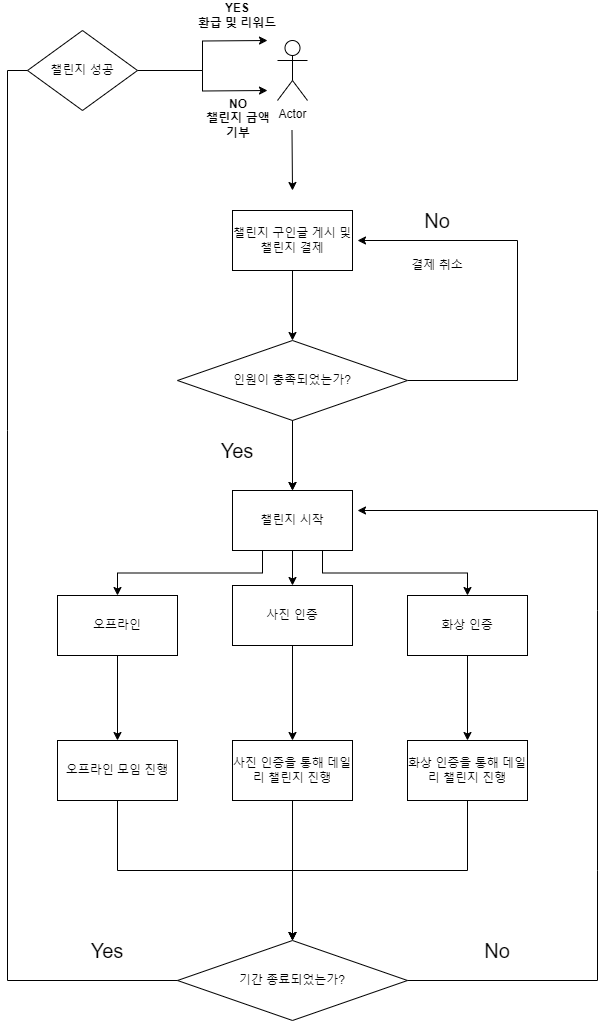 YES
환급 및 리워드
챌린지 성공
NO
챌린지 금액
기부
Actor
챌린지 구인글 게시 및
챌린지 결제
No
결제 취소
인원이 충족되었는가?
Yes
챌린지 시작
오프라인
사진 인증
화상 인증
오프라인 모임 진행
사진 인증을 통해 데일
리 챌린지 진행
화상 인증을 통해 데일
리 챌린지 진행
Yes
No
기간 종료되었는가?